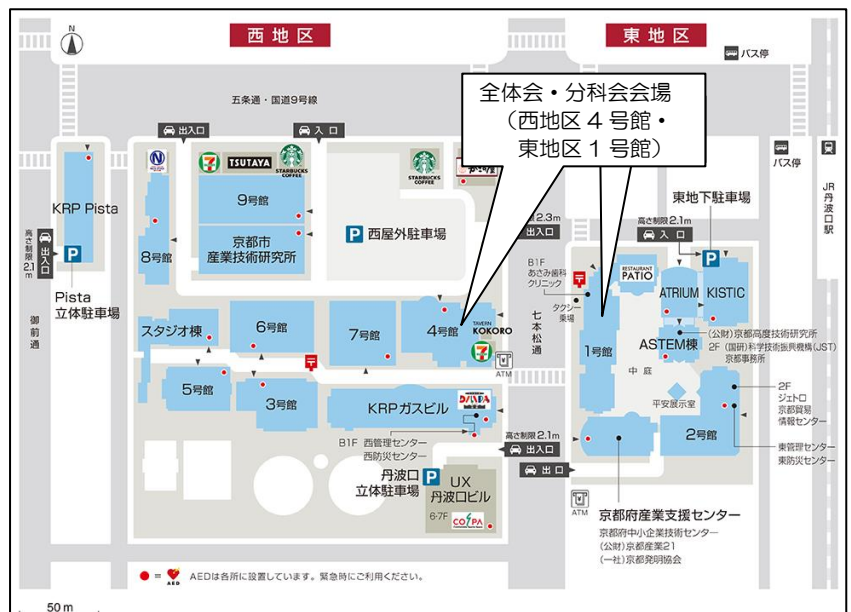 N
西地区
東地区
バス停
五条通・国道9号線
全体会・分科会会場
（西地区4号館・
東地区1号館）
出入口
入口
TSUTAYA
STARBUCKS
COFFEE
STARBUCKS
COFFEE
バス停
JR丹波口駅
KRP Pista
高さ制限2.1m
出入口
P
Pista
立体駐車場
御前通
8号館
9号館
京都市
産業技術研究所
P 西屋外駐車場
2.3m
出入口
東地下駐車場
高さ制限2.1m
入口
P
B1F
あさみ歯科
クリニック
タクシー
乗場
RESTAURANT
PATIO
ATRIUM
KISTIC
七本松通
スタジオ棟
6号館
7号館
4号館
TAVERN
KOKORO
ATM
1号館
ASTEM棟
(公財)京都高度技術研究所
2F (国研)科学技術振興機構(JST)
京都事務所
中庭
平安展示室
5号館
3号館
KRPガスビル
2F
ジェトロ
京都貿易
情報センター
2号館
東管理センター
東防災センター
B1F 西管理センター
西防災センター
高さ制限2.1m
出入口
出口
丹波口
立体駐車場
P
UX
丹波口ビル
6・7F
CO・SPA
ATM
京都府産業支援センター
京都府中小企業技術センター
(公財)京都産業21
(一社)京都発明協会
● = AED
AEDは各所に設置しています。緊急時にご利用ください。
50 m